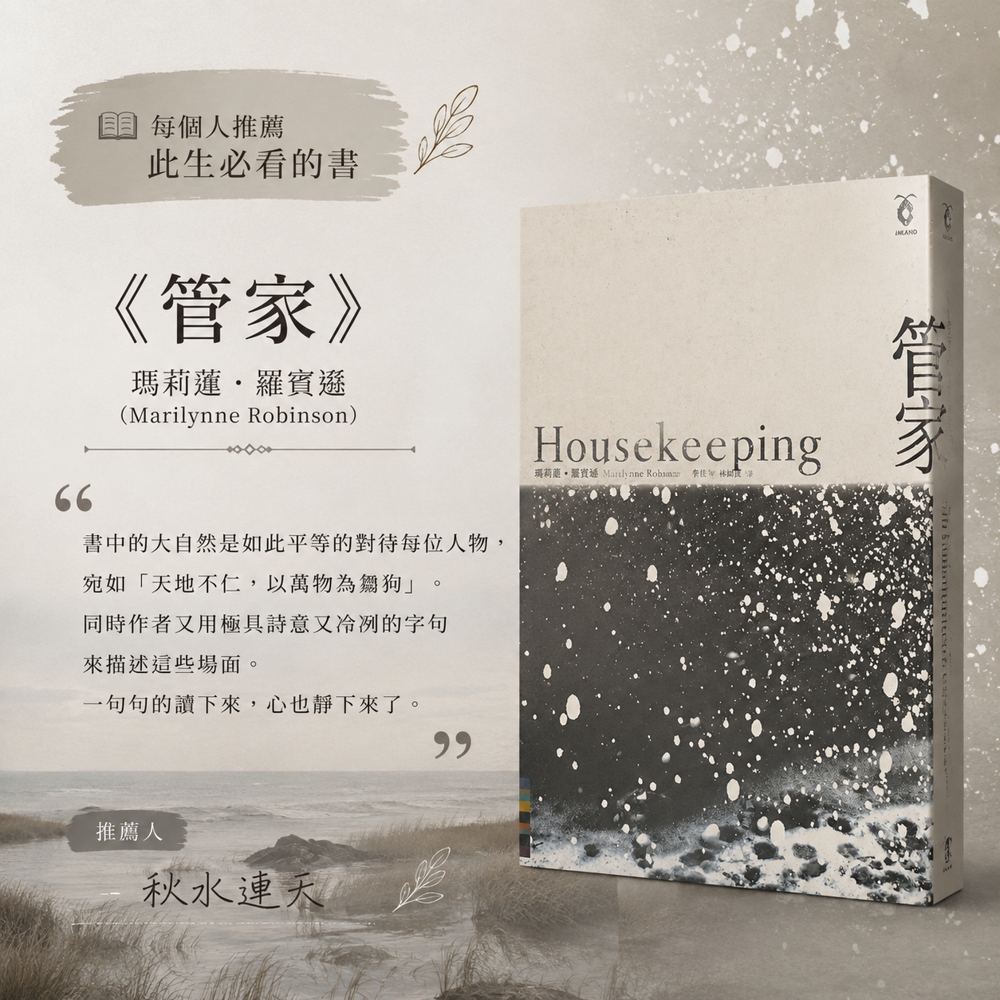 每個人推薦
此生必看的書
《管家》
瑪莉蓮・羅賓遜
(Marilynne Robinson)
“
書中的大自然是如此平等的對待每位人物，
宛如「天地不仁，以萬物為芻狗」。
同時作者又用極具詩意又冷冽的字句
來描述這些場面。
一句句的讀下來，心也靜下來了。
”
推薦人
秋水連天
INLAND
管家
Housekeeping
瑪莉蓮・羅賓遜 Marilynne